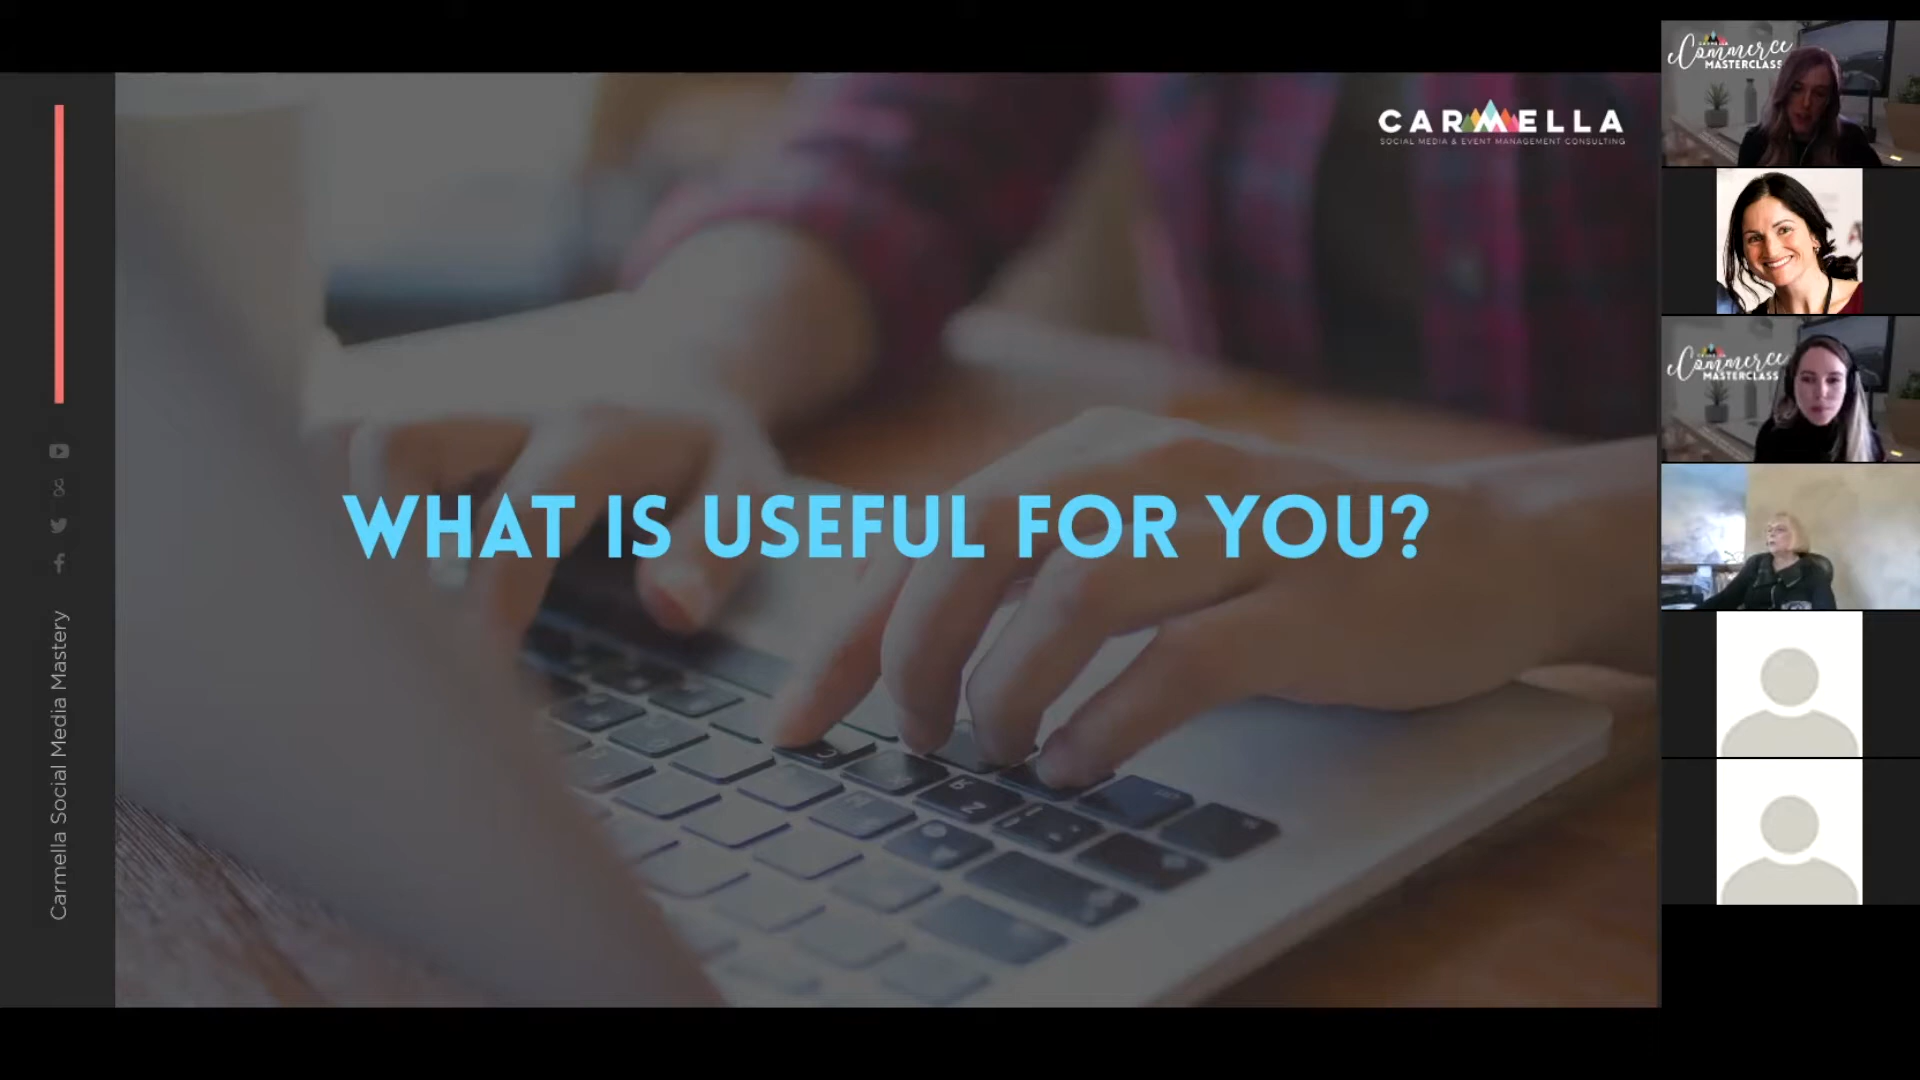 CARMELLA
SOCIAL MEDIA & EVENT MANAGEMENT CONSULTING
WHAT IS USEFUL FOR YOU?
Carmella Social Media Mastery
eCommerce
MASTERCLASS
eCommerce
MASTERCLASS